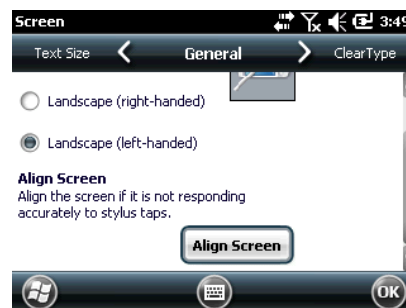 Screen 3:49
Text Size General ClearType
Landscape (right-handed)
Landscape (left-handed)
Align Screen
Align the screen if it is not responding
accurately to stylus taps.
Align Screen
OK